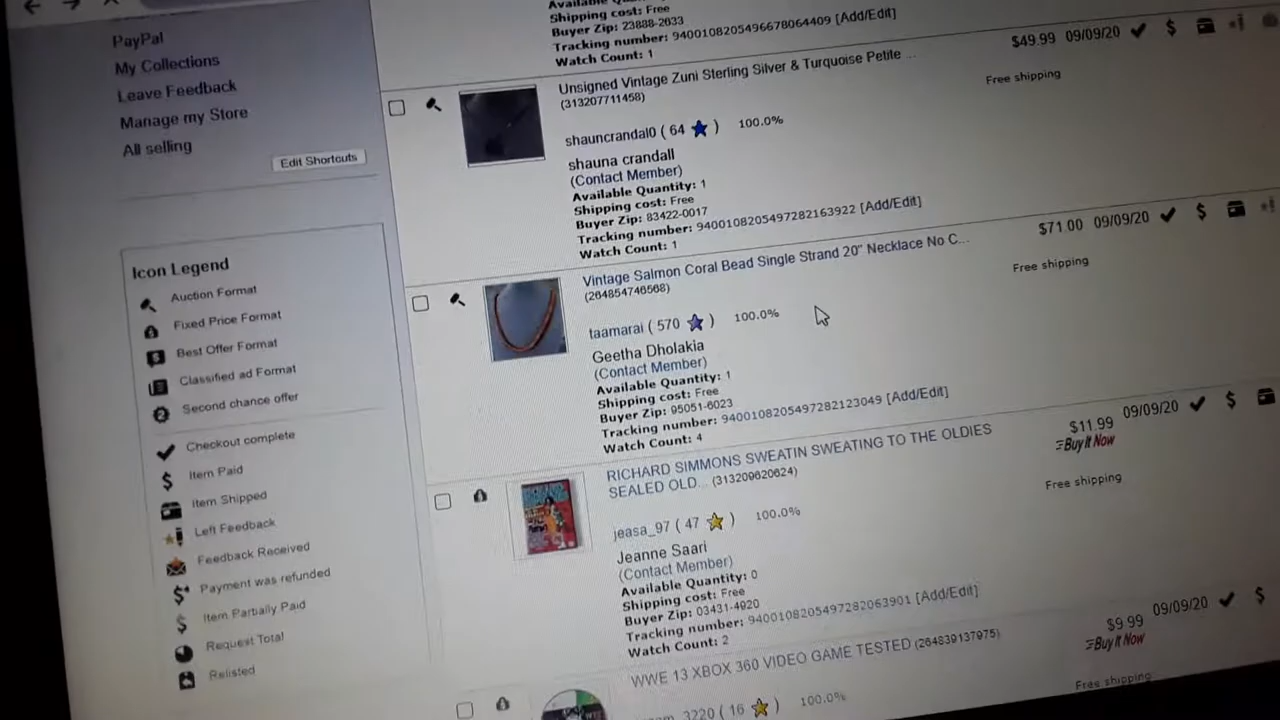 PayPal
My Collections
Leave Feedback
Manage my Store
All selling
Edit Shortcuts
Icon Legend
Auction Format
Fixed Price Format
Best Offer Format
Classified ad Format
Second chance offer
Checkout complete
Item Paid
Item Shipped
Left Feedback
Feedback Received
Payment was refunded
Item Partially Paid
Request Total
Relisted
Shipping cost: Free
Buyer Zip: 23888-2633
Tracking number: 9400108205496678064409 [Add/Edit]
Watch Count: 1
Unsigned Vintage Zuni Sterling Silver & Turquoise Petite ...
(313207711458)
$49.99 09/09/20
Free shipping
shauncrandal0 ( 64 ) 100.0%
shauna crandall
(Contact Member)
Available Quantity: 1
Shipping cost: Free
Buyer Zip: 83422-0017
Tracking number: 9400108205497282163922 [Add/Edit]
Watch Count: 1
Vintage Salmon Coral Bead Single Strand 20" Necklace No C...
(264854746568)
$71.00 09/09/20
Free shipping
taamarai ( 570 ) 100.0%
Geetha Dholakia
(Contact Member)
Available Quantity: 1
Shipping cost: Free
Buyer Zip: 95051-6023
Tracking number: 9400108205497282123049 [Add/Edit]
Watch Count: 4
RICHARD SIMMONS SWEATIN SWEATING TO THE OLDIES
SEALED OLD... (313209620624)
$11.99 09/09/20
Buy It Now
Free shipping
jeasa_97 ( 47 ) 100.0%
Jeanne Saari
(Contact Member)
Available Quantity: 0
Shipping cost: Free
Buyer Zip: 03431-4920
Tracking number: 9400108205497282063901 [Add/Edit]
Watch Count: 2
WWE 13 XBOX 360 VIDEO GAME TESTED (264839137975)
$9.99 09/09/20
Buy It Now
Free shipping
3220 ( 16 ) 100.0%